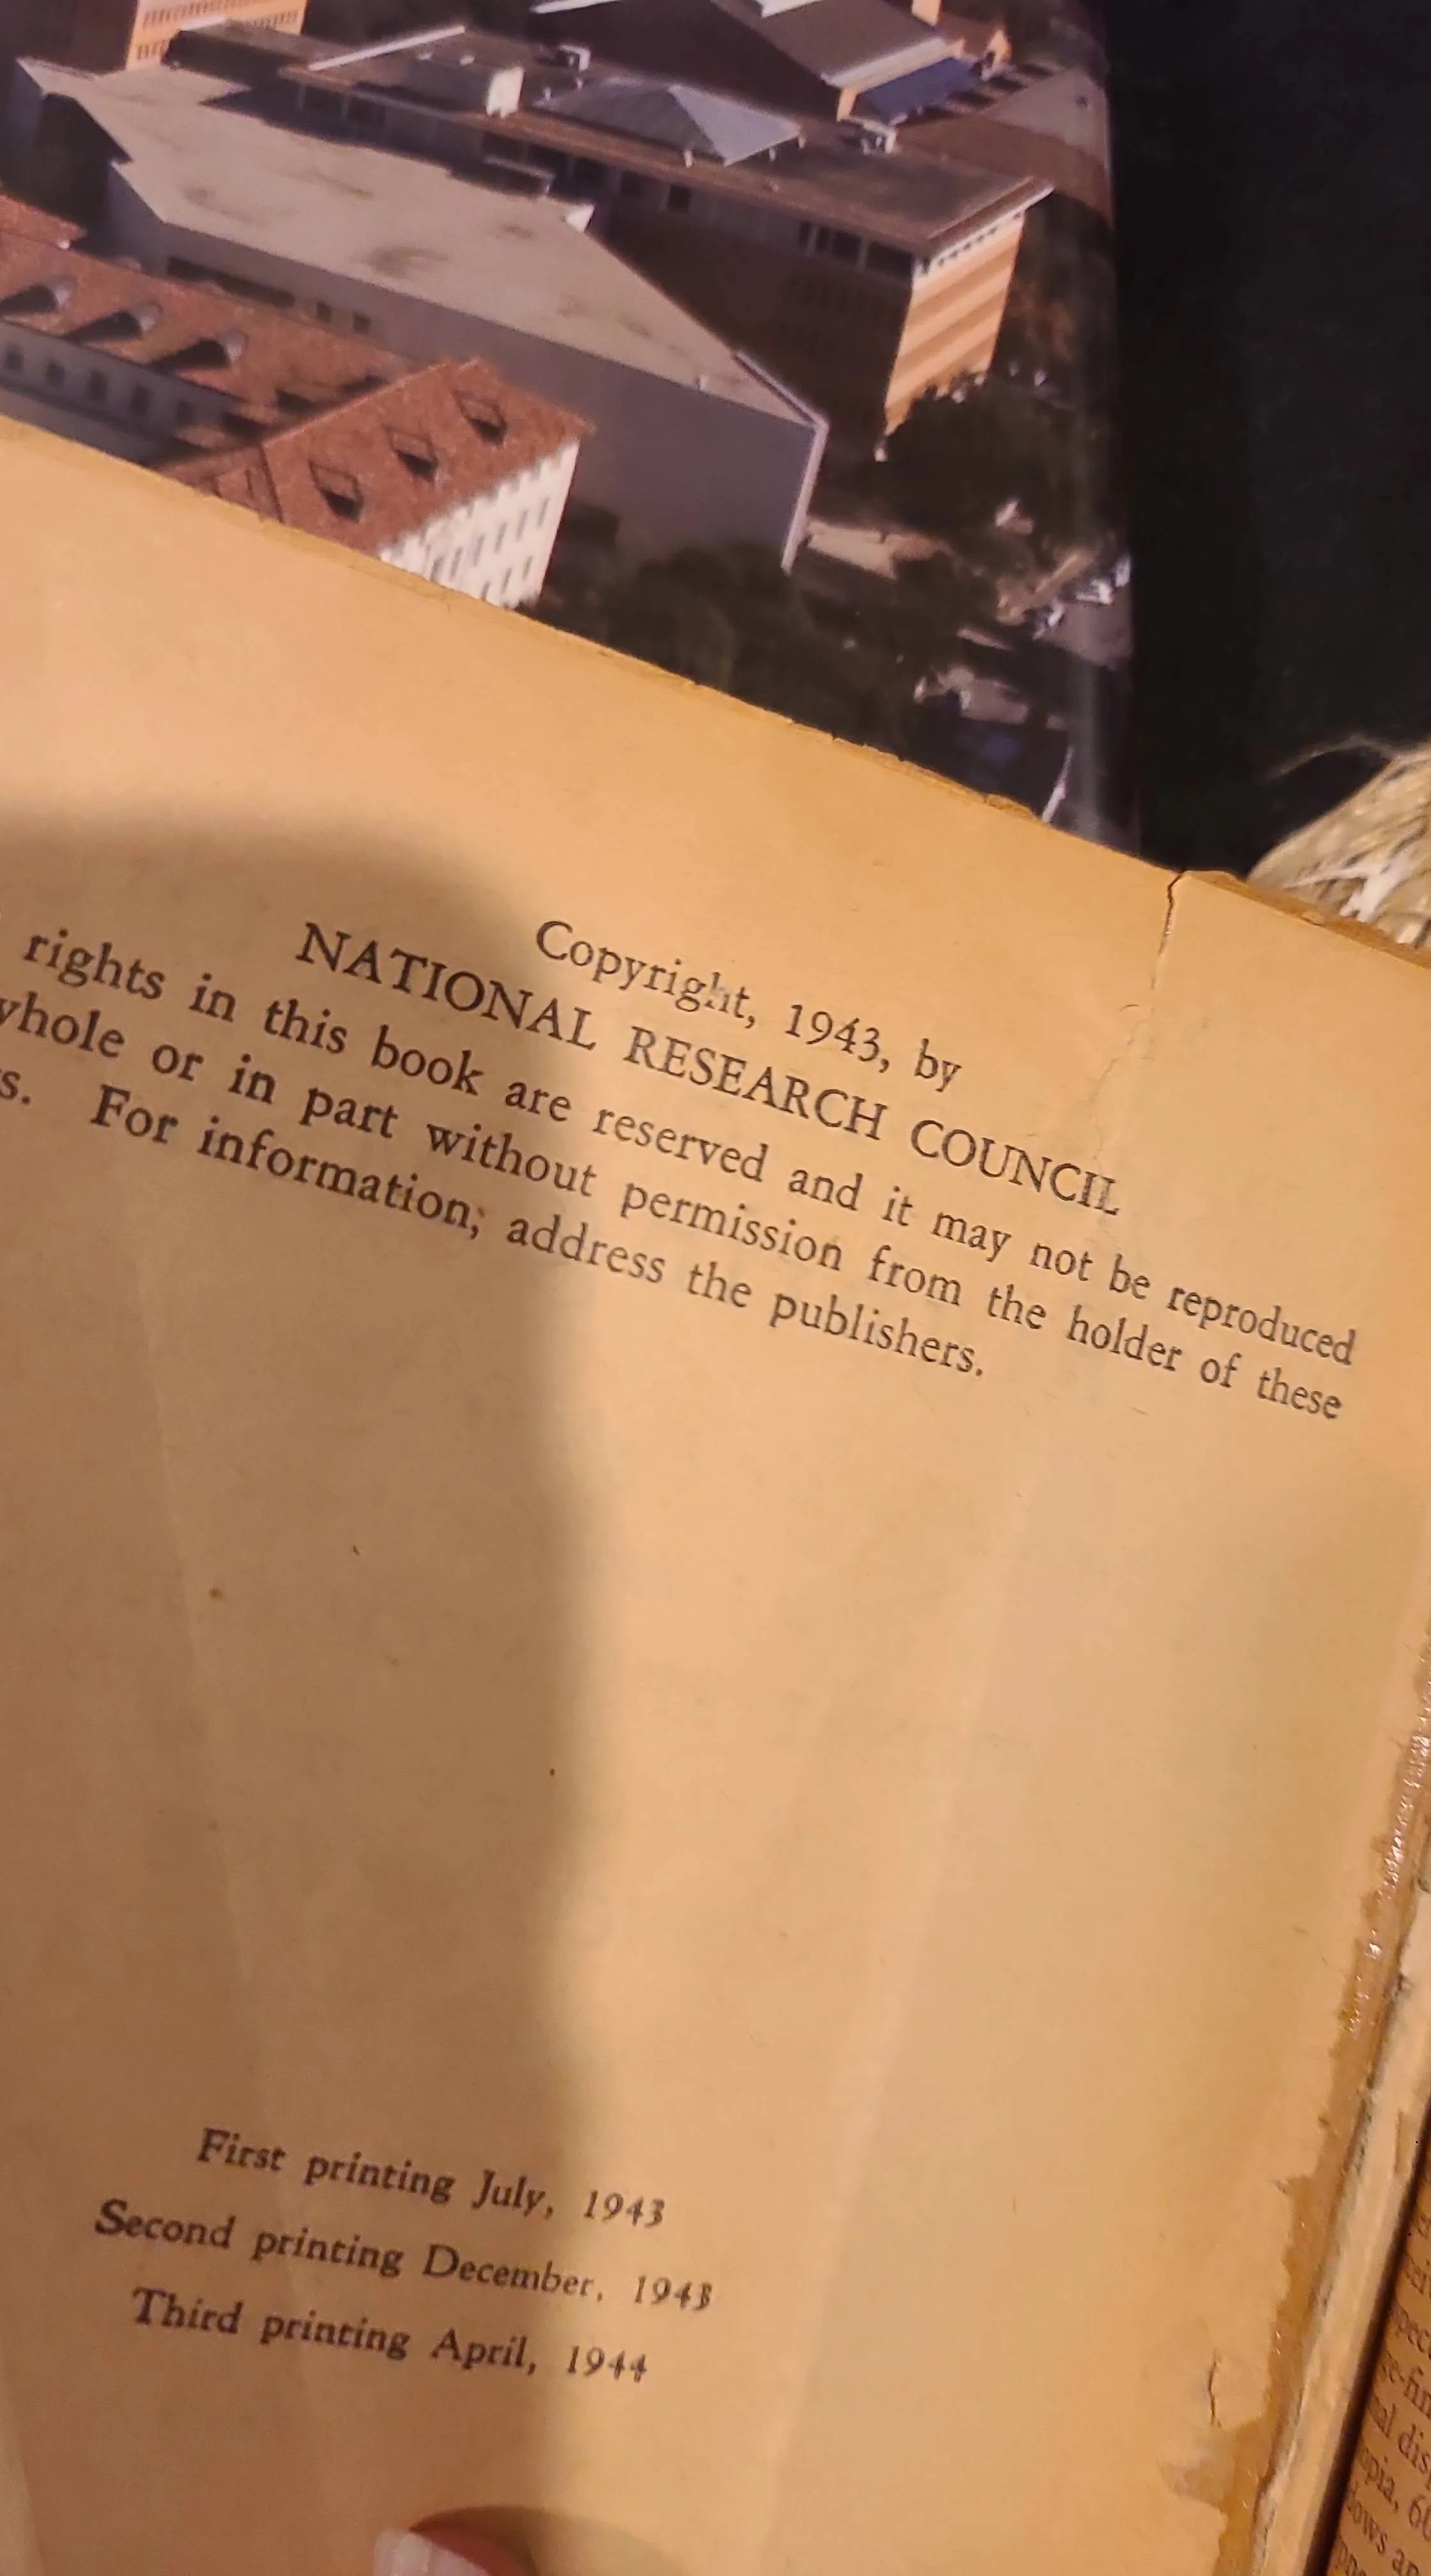 Copyright, 1943, by
NATIONAL RESEARCH COUNCIL
rights in this book are reserved and it may not be reproduced
whole or in part without permission from the holder of these
s. For information, address the publishers.
First printing July, 1943
Second printing December, 1943
Third printing April, 1944